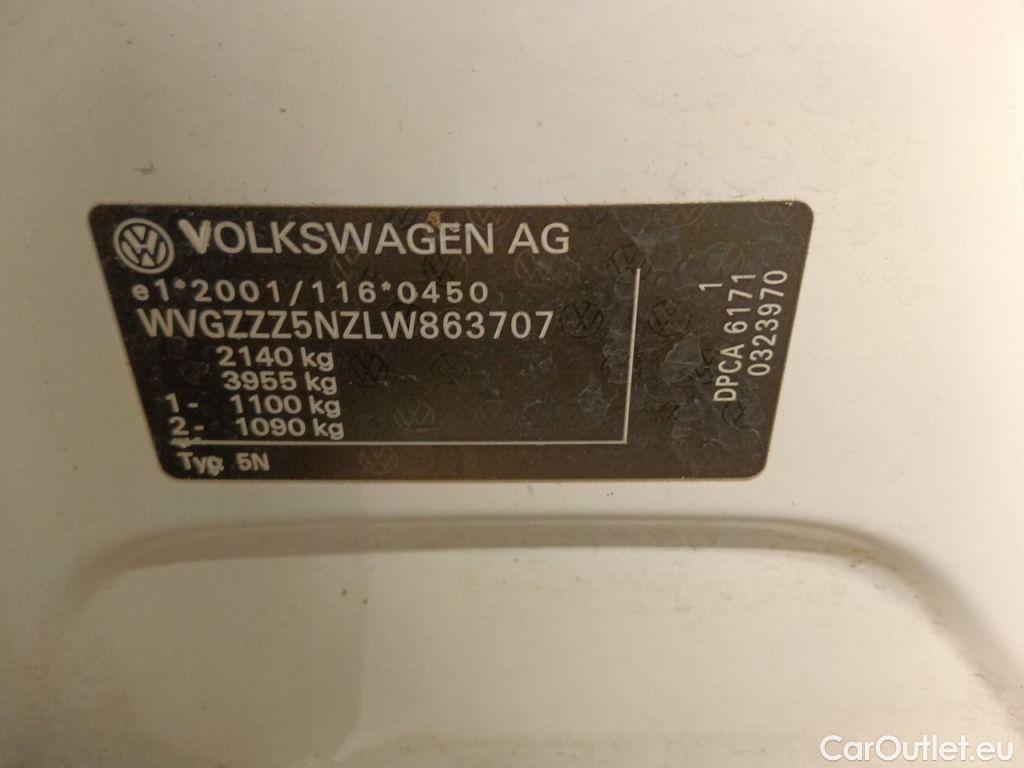 VOLKSWAGEN AG
e1*2001/116*0450
WVGZZZ5NZLW863707
2140 kg
3955 kg
1- 1100 kg
2- 1090 kg
Typ 5N
1
DPCA 6171
0323970
CarOutlet.eu